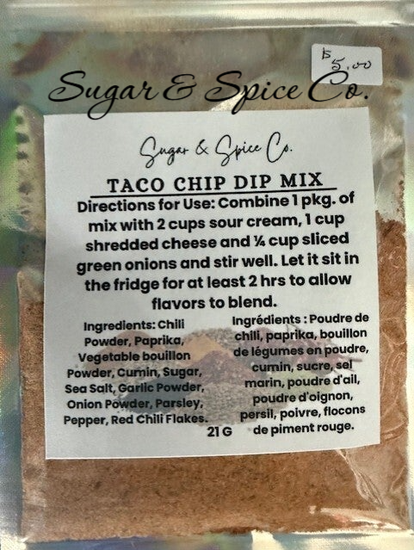 $
5.00
Sugar & Spice Co.
Sugar & Spice Co.
TACO CHIP DIP MIX
Directions for Use: Combine 1 pkg. of
mix with 2 cups sour cream, 1 cup
shredded cheese and ¼ cup sliced
green onions and stir well. Let it sit in
the fridge for at least 2 hrs to allow
flavors to blend.
Ingredients: Chili
Powder, Paprika,
Vegetable bouillon
Powder, Cumin, Sugar,
Sea Salt, Garlic Powder,
Onion Powder, Parsley,
Pepper, Red Chili Flakes.
Ingrédients : Poudre de
chili, paprika, bouillon
de légumes en poudre,
cumin, sucre, sel
marin, poudre d'ail,
poudre d'oignon,
persil, poivre, flocons
de piment rouge.
21 G